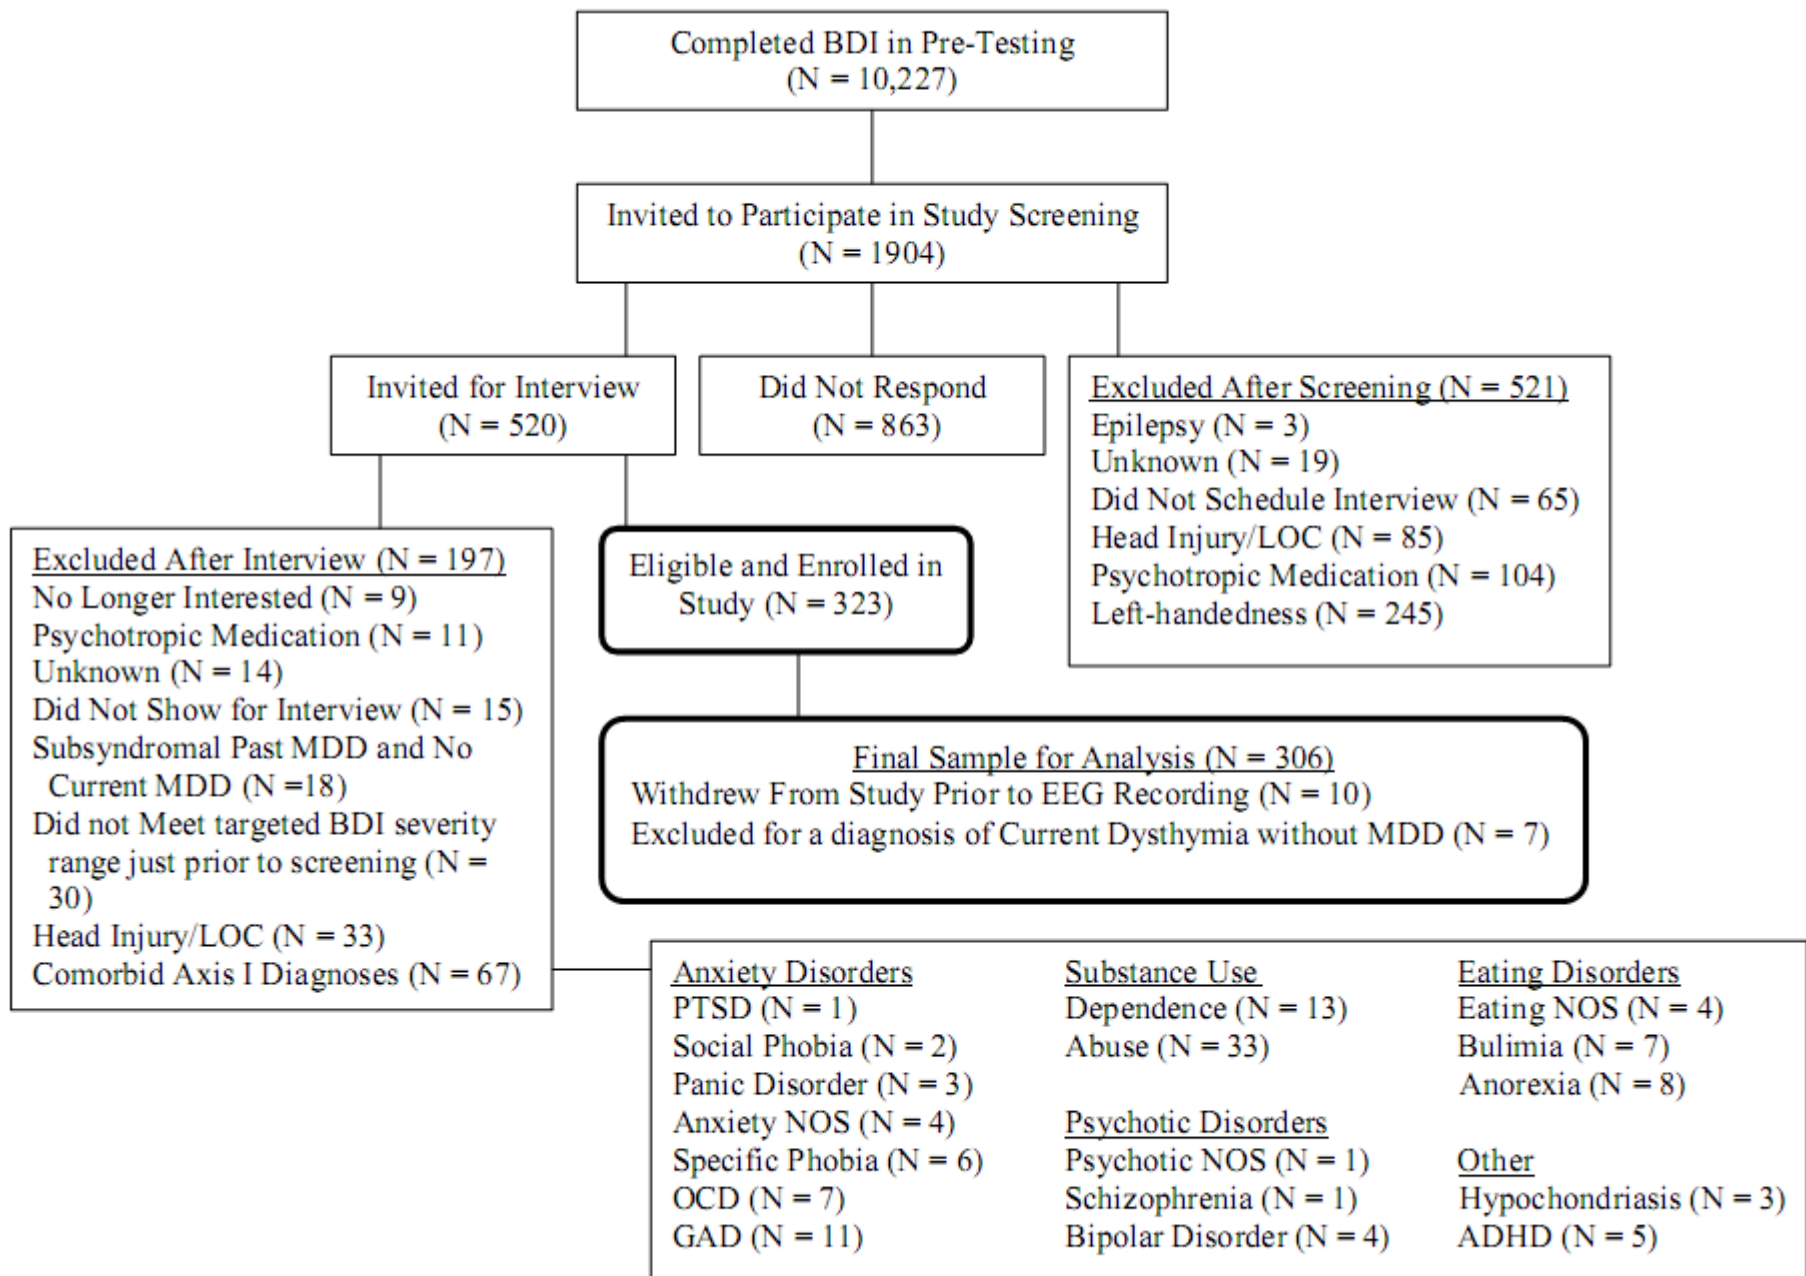 Completed BDI in Pre-Testing
(N = 10,227)
Invited to Participate in Study Screening
(N = 1904)
Invited for Interview
(N = 520)
Did Not Respond
(N = 863)
Excluded After Screening (N = 521)
Epilepsy (N = 3)
Unknown (N = 19)
Did Not Schedule Interview (N = 65)
Head Injury/LOC (N = 85)
Psychotropic Medication (N = 104)
Left-handedness (N = 245)
Excluded After Interview (N = 197)
No Longer Interested (N = 9)
Psychotropic Medication (N = 11)
Unknown (N = 14)
Did Not Show for Interview (N = 15)
Subsyndromal Past MDD and No
Current MDD (N =18)
Did not Meet targeted BDI severity
range just prior to screening (N =
30)
Head Injury/LOC (N = 33)
Comorbid Axis I Diagnoses (N = 67)
Eligible and Enrolled in
Study (N = 323)
Final Sample for Analysis (N = 306)
Withdrew From Study Prior to EEG Recording (N = 10)
Excluded for a diagnosis of Current Dysthymia without MDD (N = 7)
Anxiety Disorders
PTSD (N = 1)
Social Phobia (N = 2)
Panic Disorder (N = 3)
Anxiety NOS (N = 4)
Specific Phobia (N = 6)
OCD (N = 7)
GAD (N = 11)
Substance Use
Dependence (N = 13)
Abuse (N = 33)
Psychotic Disorders
Psychotic NOS (N = 1)
Schizophrenia (N = 1)
Bipolar Disorder (N = 4)
Eating Disorders
Eating NOS (N = 4)
Bulimia (N = 7)
Anorexia (N = 8)
Other
Hypochondriasis (N = 3)
ADHD (N = 5)